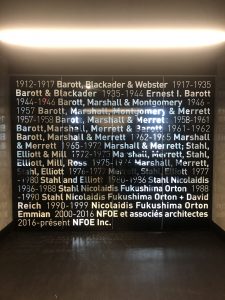 1912-1917 Barott, Blackader & Webster 1917-1935
Barott & Blackader 1935-1944 Ernest I. Barott
1944-1946 Barott, Marshall & Montgomery 1946-
1957 Barott, Marshall, Montgomery & Merrett
1957-1958 Barott, Marshall & Merrett 1958-1961
Barott, Marshall, Merrett & Barott 1961-1962
Barott, Marshall & Merrett 1962-1965 Marshall
& Merrett 1965-1972 Marshall & Merrett; Stahl,
Elliott & Mill 1972-1975 Marshall, Merrett, Stahl,
Elliott, Mill, Ross 1975-1976 Marshall, Merrett,
Stahl, Elliott 1976-1977 Merrett, Stahl, Elliott 1977
-1980 Stahl and Elliott 1980-1986 Stahl Nicolaidis
1936-1988 Stahl Nicolaidis Fukushima Orton 1988
-1990 Stahl Nicolaidis Fukushima Orton + David
Reich 1990-1999 Nicolaidis Fukushima Orton
Emmian 2000-2016 NFOE et associés architectes
2016-présent NFOE Inc.